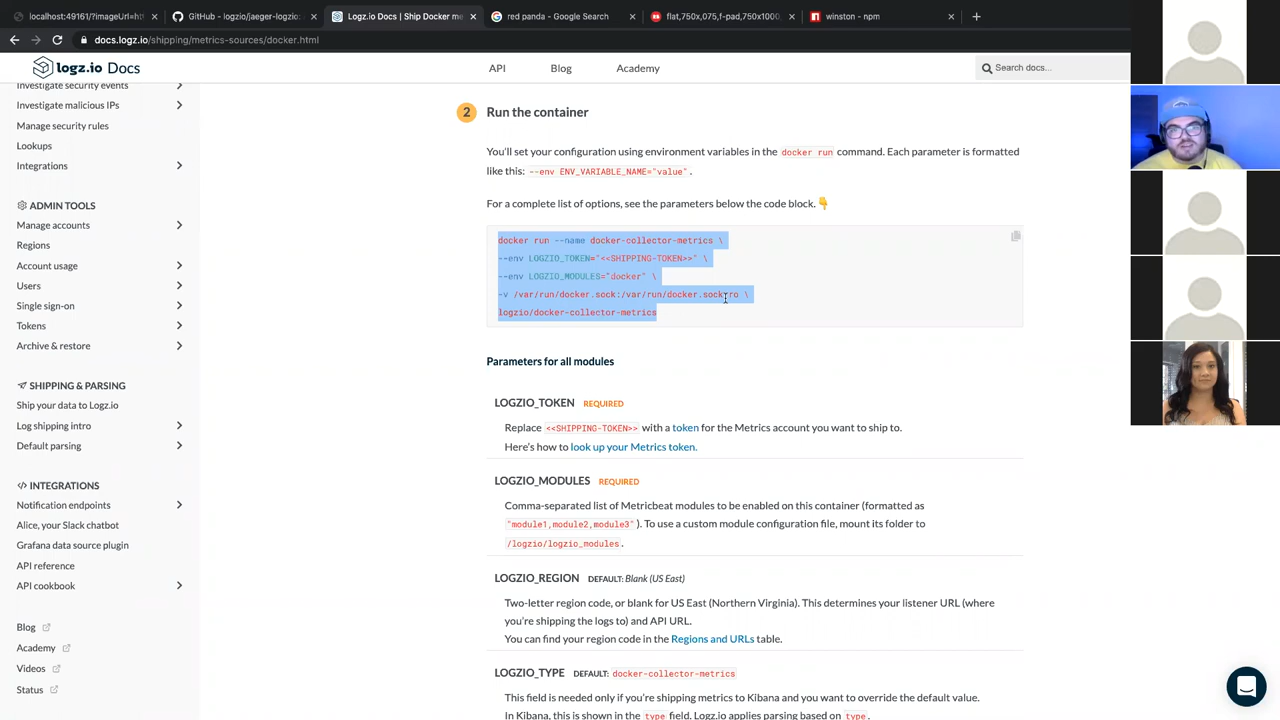 localhost:49161/?imageUrl=ht
GitHub - logzio/jaeger-logzio:
Logz.io Docs | Ship Docker me
red panda - Google Search
flat,750x,075,f-pad,750x1000,
winston - npm
docs.logz.io/shipping/metrics-sources/docker.html
logz.io Docs
API
Blog
Academy
Search docs...
Investigate security events
Investigate malicious IPs
Manage security rules
Lookups
Integrations
ADMIN TOOLS
Manage accounts
Regions
Account usage
Users
Single sign-on
Tokens
Archive & restore
SHIPPING & PARSING
Ship your data to Logz.io
Log shipping intro
Default parsing
INTEGRATIONS
Notification endpoints
Alice, your Slack chatbot
Grafana data source plugin
API reference
API cookbook
Blog
Academy
Videos
Status
2 Run the container
You'll set your configuration using environment variables in the docker run command. Each parameter is formatted
like this: --env ENV_VARIABLE_NAME="value".
For a complete list of options, see the parameters below the code block. 👇
docker run --name docker-collector-metrics \
--env LOGZIO_TOKEN="<<SHIPPING-TOKEN>>" \
--env LOGZIO_MODULES="docker" \
-v /var/run/docker.sock:/var/run/docker.sock:ro \
logzio/docker-collector-metrics
Parameters for all modules
LOGZIO_TOKEN REQUIRED
Replace <<SHIPPING-TOKEN>> with a token for the Metrics account you want to ship to.
Here's how to look up your Metrics token.
LOGZIO_MODULES REQUIRED
Comma-separated list of Metricbeat modules to be enabled on this container (formatted as
"module1,module2,module3"). To use a custom module configuration file, mount its folder to
/logzio/logzio_modules.
LOGZIO_REGION DEFAULT: Blank (US East)
Two-letter region code, or blank for US East (Northern Virginia). This determines your listener URL (where
you're shipping the logs to) and API URL.
You can find your region code in the Regions and URLs table.
LOGZIO_TYPE DEFAULT: docker-collector-metrics
This field is needed only if you're shipping metrics to Kibana and you want to override the default value.
In Kibana, this is shown in the type field. Logz.io applies parsing based on type.